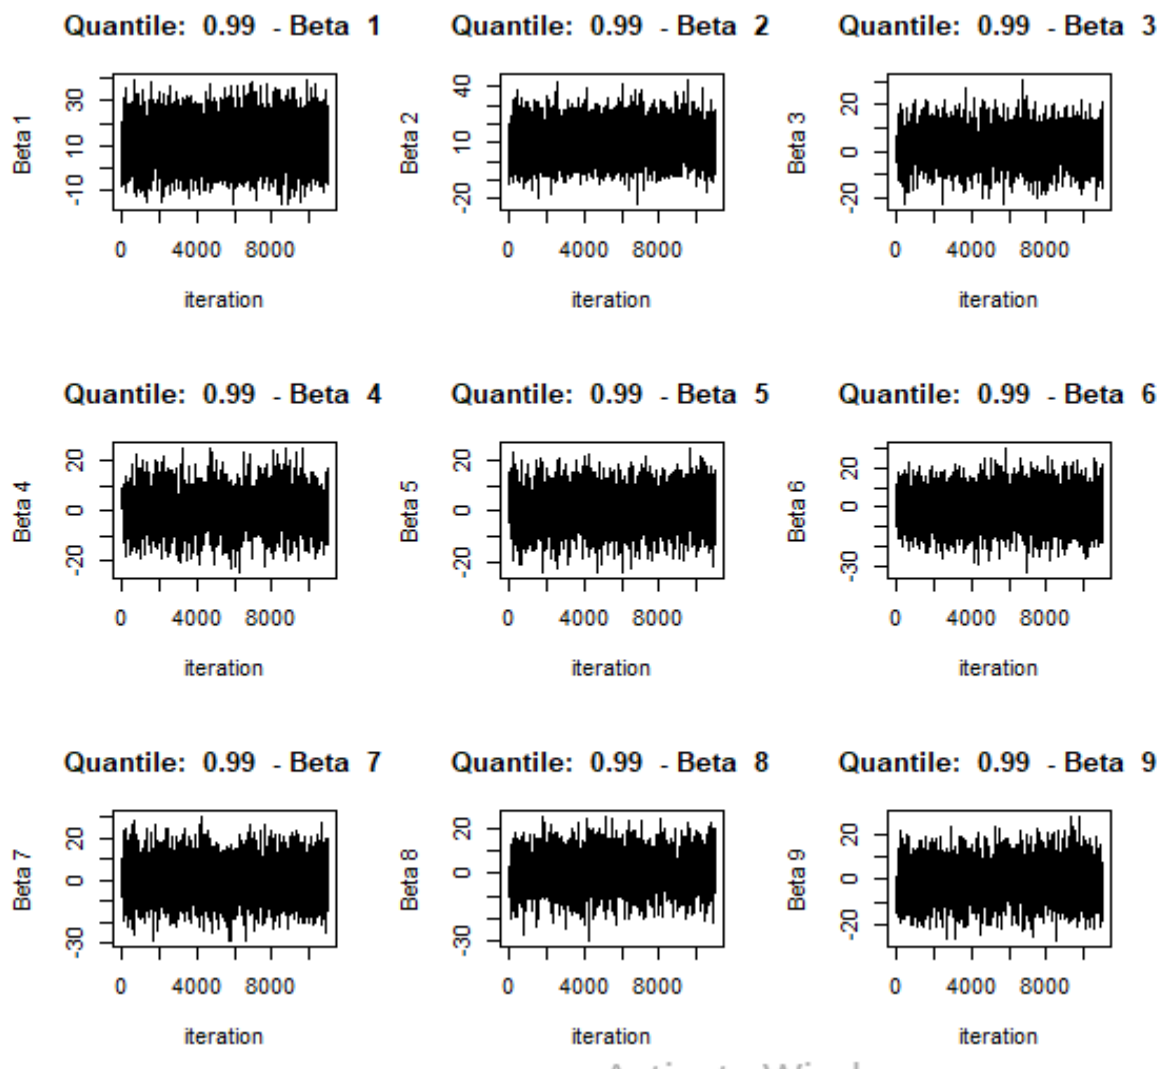 Quantile: 0.99 - Beta 1
Quantile: 0.99 - Beta 2
Quantile: 0.99 - Beta 3
Beta 1
-10 10 30
0 4000 8000
iteration
Beta 2
-20 10 40
0 4000 8000
iteration
Beta 3
-20 0 20
0 4000 8000
iteration
Quantile: 0.99 - Beta 4
Quantile: 0.99 - Beta 5
Quantile: 0.99 - Beta 6
Beta 4
-20 0 20
0 4000 8000
iteration
Beta 5
-20 0 20
0 4000 8000
iteration
Beta 6
-30 0 20
0 4000 8000
iteration
Quantile: 0.99 - Beta 7
Quantile: 0.99 - Beta 8
Quantile: 0.99 - Beta 9
Beta 7
-30 0 20
0 4000 8000
iteration
Beta 8
-30 0 20
0 4000 8000
iteration
Beta 9
-20 0 20
0 4000 8000
iteration